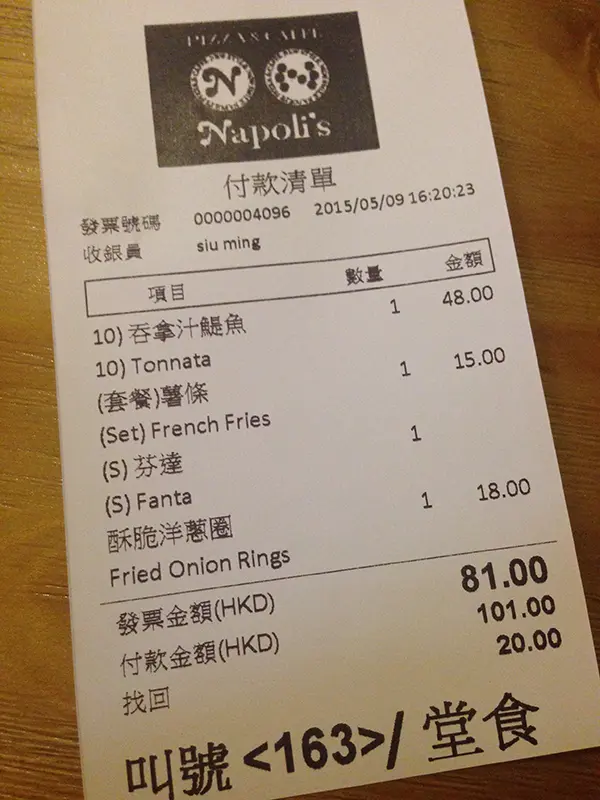 PIZZA & CAFFE
N
Napoli's
付款清單
發票號碼 0000004096 2015/05/09 16:20:23
收銀員 siu ming
項目 數量 金額
10) 吞拿汁鯷魚 1 48.00
10) Tonnata
(套餐)薯條 1 15.00
(Set) French Fries
(S) 芬達 1
(S) Fanta
酥脆洋蔥圈 1 18.00
Fried Onion Rings
發票金額(HKD) 81.00
付款金額(HKD) 101.00
找回 20.00
叫號 <163>/ 堂食